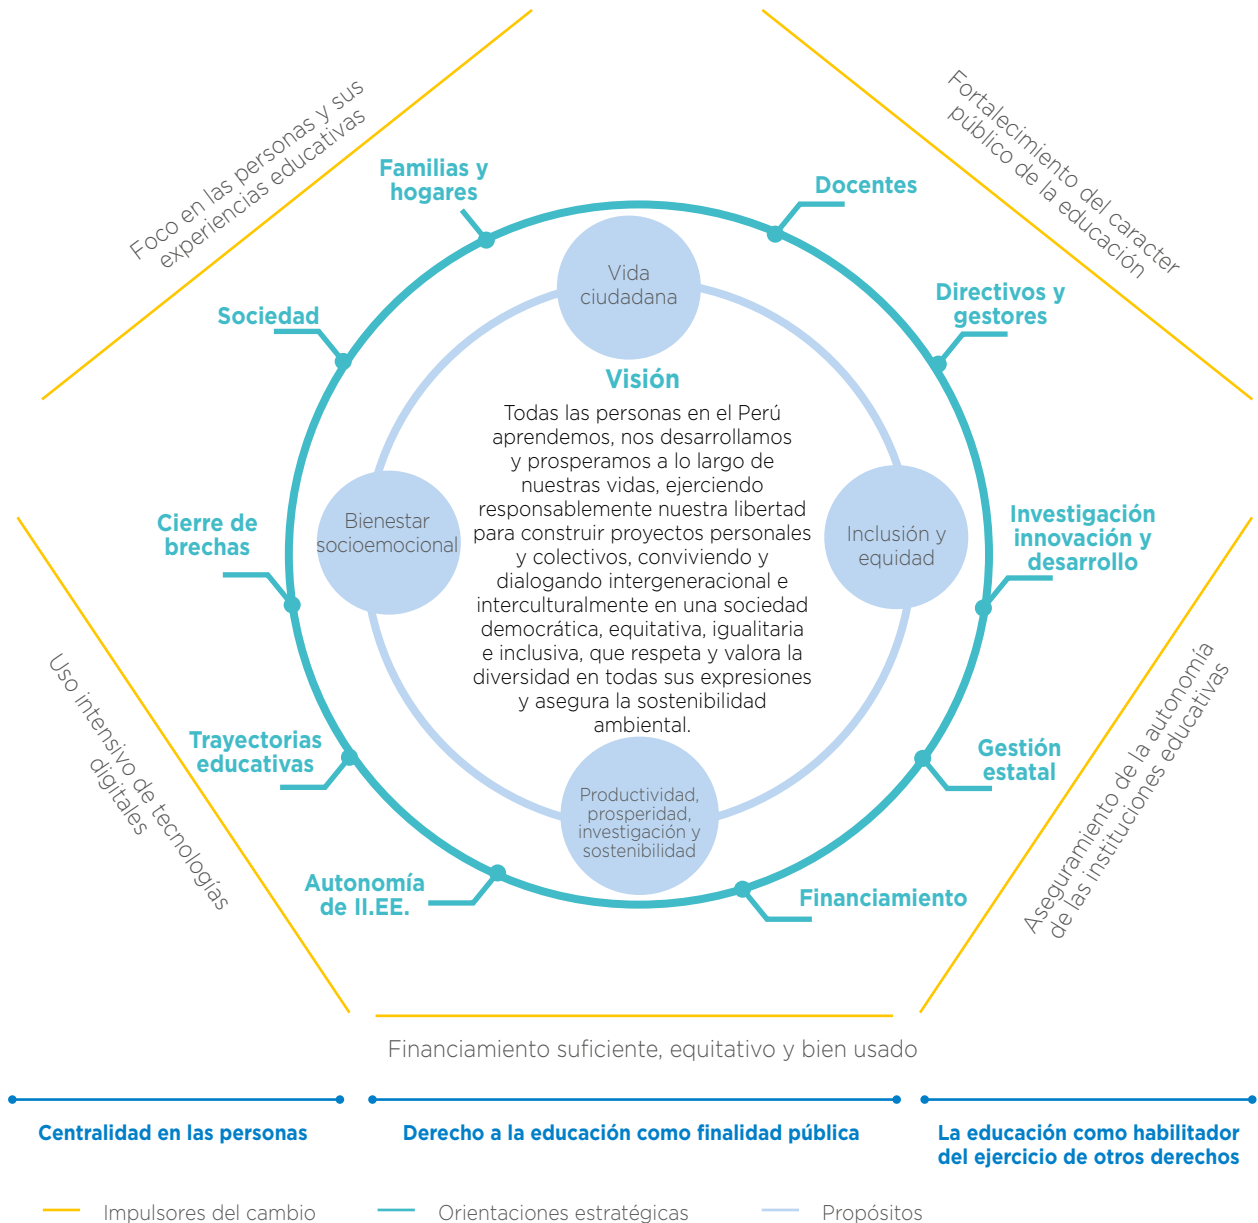 Foco en las personas y sus
experiencias educativas
Fortalecimiento del caracter
público de la educación
Familias y
hogares
Docentes
Sociedad
Directivos y
gestores
Vida
ciudadana
Visión
Todas las personas en el Perú
aprendemos, nos desarrollamos
y prosperamos a lo largo de
nuestras vidas, ejerciendo
responsablemente nuestra libertad
para construir proyectos personales
y colectivos, conviviendo y
dialogando intergeneracional e
interculturalmente en una sociedad
democrática, equitativa, igualitaria
e inclusiva, que respeta y valora la
diversidad en todas sus expresiones
y asegura la sostenibilidad
ambiental.
Bienestar
socioemocional
Inclusión y
equidad
Cierre de
brechas
Investigación
innovación y
desarrollo
Uso intensivo de tecnologías
digitales
Aseguramiento de la autonomía
de las instituciones educativas
Trayectorias
educativas
Gestión
estatal
Productividad,
prosperidad,
investigación y
sostenibilidad
Autonomía
de II.EE.
Financiamiento
Financiamiento suficiente, equitativo y bien usado
Centralidad en las personas
Derecho a la educación como finalidad pública
La educación como habilitador
del ejercicio de otros derechos
Impulsores del cambio
Orientaciones estratégicas
Propósitos